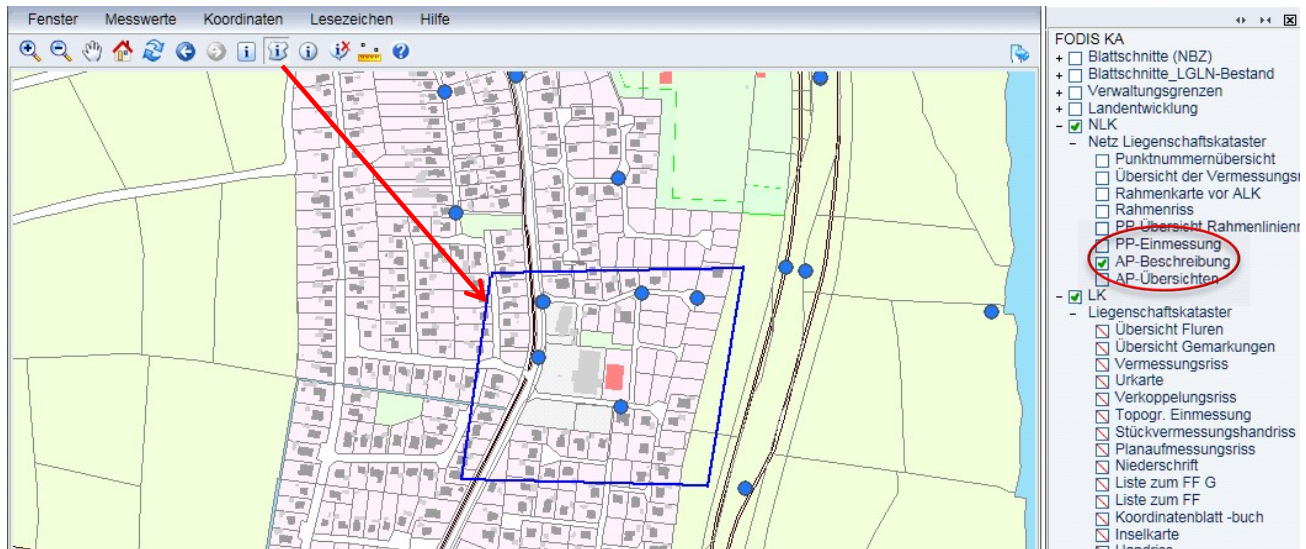 Fenster Messwerte Koordinaten Lesezeichen Hilfe
FODIS KA
Blattschnitte (NBZ)
Blattschnitte_LGLN-Bestand
Verwaltungsgrenzen
Landentwicklung
NLK
Netz Liegenschaftskataster
Punktnummernübersicht
Übersicht der Vermessungsr
Rahmenkarte vor ALK
Rahmenriss
PP-Übersicht Rahmenlinienr
PP-Einmessung
AP-Beschreibung
AP-Übersichten
LK
Liegenschaftskataster
Übersicht Fluren
Übersicht Gemarkungen
Vermessungsriss
Urkarte
Verkoppelungsriss
Topogr. Einmessung
Stückvermessungshandriss
Planaufmessungsriss
Niederschrift
Liste zum FF G
Liste zum FF
Koordinatenblatt -buch
Inselkarte